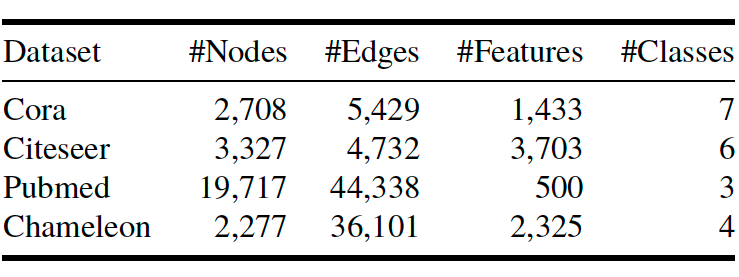 Dataset #Nodes #Edges #Features #Classes
Cora 2,708 5,429 1,433 7
Citeseer 3,327 4,732 3,703 6
Pubmed 19,717 44,338 500 3
Chameleon 2,277 36,101 2,325 4